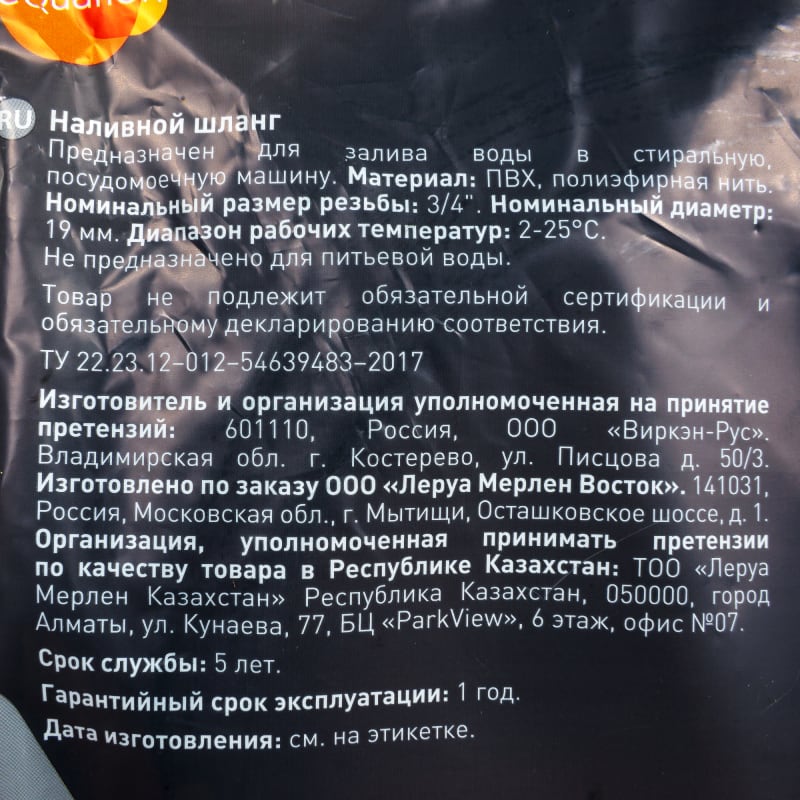 equation
RU
Наливной шланг
Предназначен для залива воды в стиральную,
посудомоечную машину. Материал: ПВХ, полиэфирная нить.
Номинальный размер резьбы: 3/4". Номинальный диаметр:
19 мм. Диапазон рабочих температур: 2-25°С.
Не предназначено для питьевой воды.
Товар не подлежит обязательной сертификации и
обязательному декларированию соответствия.
ТУ 22.23.12–012–54639483–2017
Изготовитель и организация уполномоченная на принятие
претензий: 601110, Россия, ООО «Виркэн-Рус».
Владимирская обл. г. Костерево, ул. Писцова д. 50/3.
Изготовлено по заказу ООО «Леруа Мерлен Восток». 141031,
Россия, Московская обл., г. Мытищи, Осташковское шоссе, д. 1.
Организация, уполномоченная принимать претензии
по качеству товара в Республике Казахстан: ТОО «Леруа
Мерлен Казахстан» Республика Казахстан, 050000, город
Алматы, ул. Кунаева, 77, БЦ «ParkView», 6 этаж, офис №07.
Срок службы: 5 лет.
Гарантийный срок эксплуатации: 1 год.
Дата изготовления: см. на этикетке.